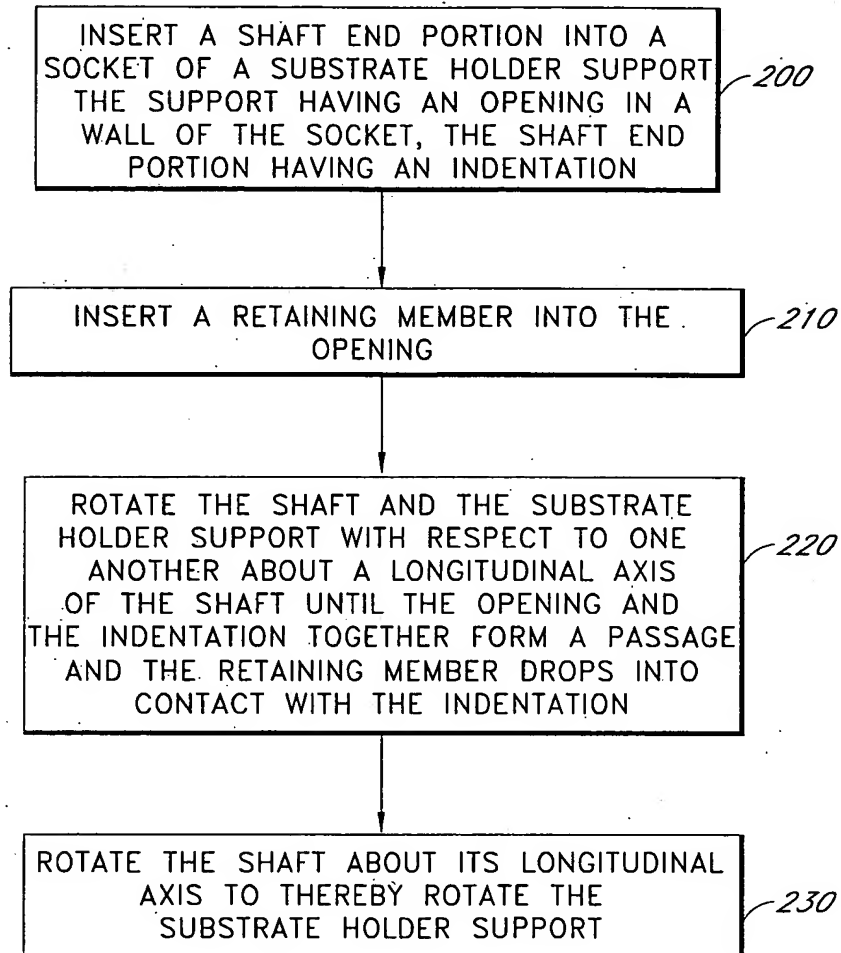 INSERT A SHAFT END PORTION INTO A
SOCKET OF A SUBSTRATE HOLDER SUPPORT
THE SUPPORT HAVING AN OPENING IN A
WALL OF THE SOCKET, THE SHAFT END
PORTION HAVING AN INDENTATION
200
INSERT A RETAINING MEMBER INTO THE
OPENING
210
ROTATE THE SHAFT AND THE SUBSTRATE
HOLDER SUPPORT WITH RESPECT TO ONE
ANOTHER ABOUT A LONGITUDINAL AXIS
OF THE SHAFT UNTIL THE OPENING AND
THE INDENTATION TOGETHER FORM A PASSAGE
AND THE RETAINING MEMBER DROPS INTO
CONTACT WITH THE INDENTATION
220
ROTATE THE SHAFT ABOUT ITS LONGITUDINAL
AXIS TO THEREBY ROTATE THE
SUBSTRATE HOLDER SUPPORT
230